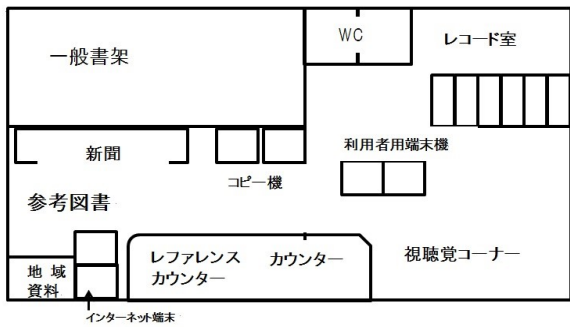 一般書架
WC
レコード室
新聞
コピー機
利用者用端末機
参考図書
レファレンス
カウンター
カウンター
視聴覚コーナー
地域
資料
インターネット端末